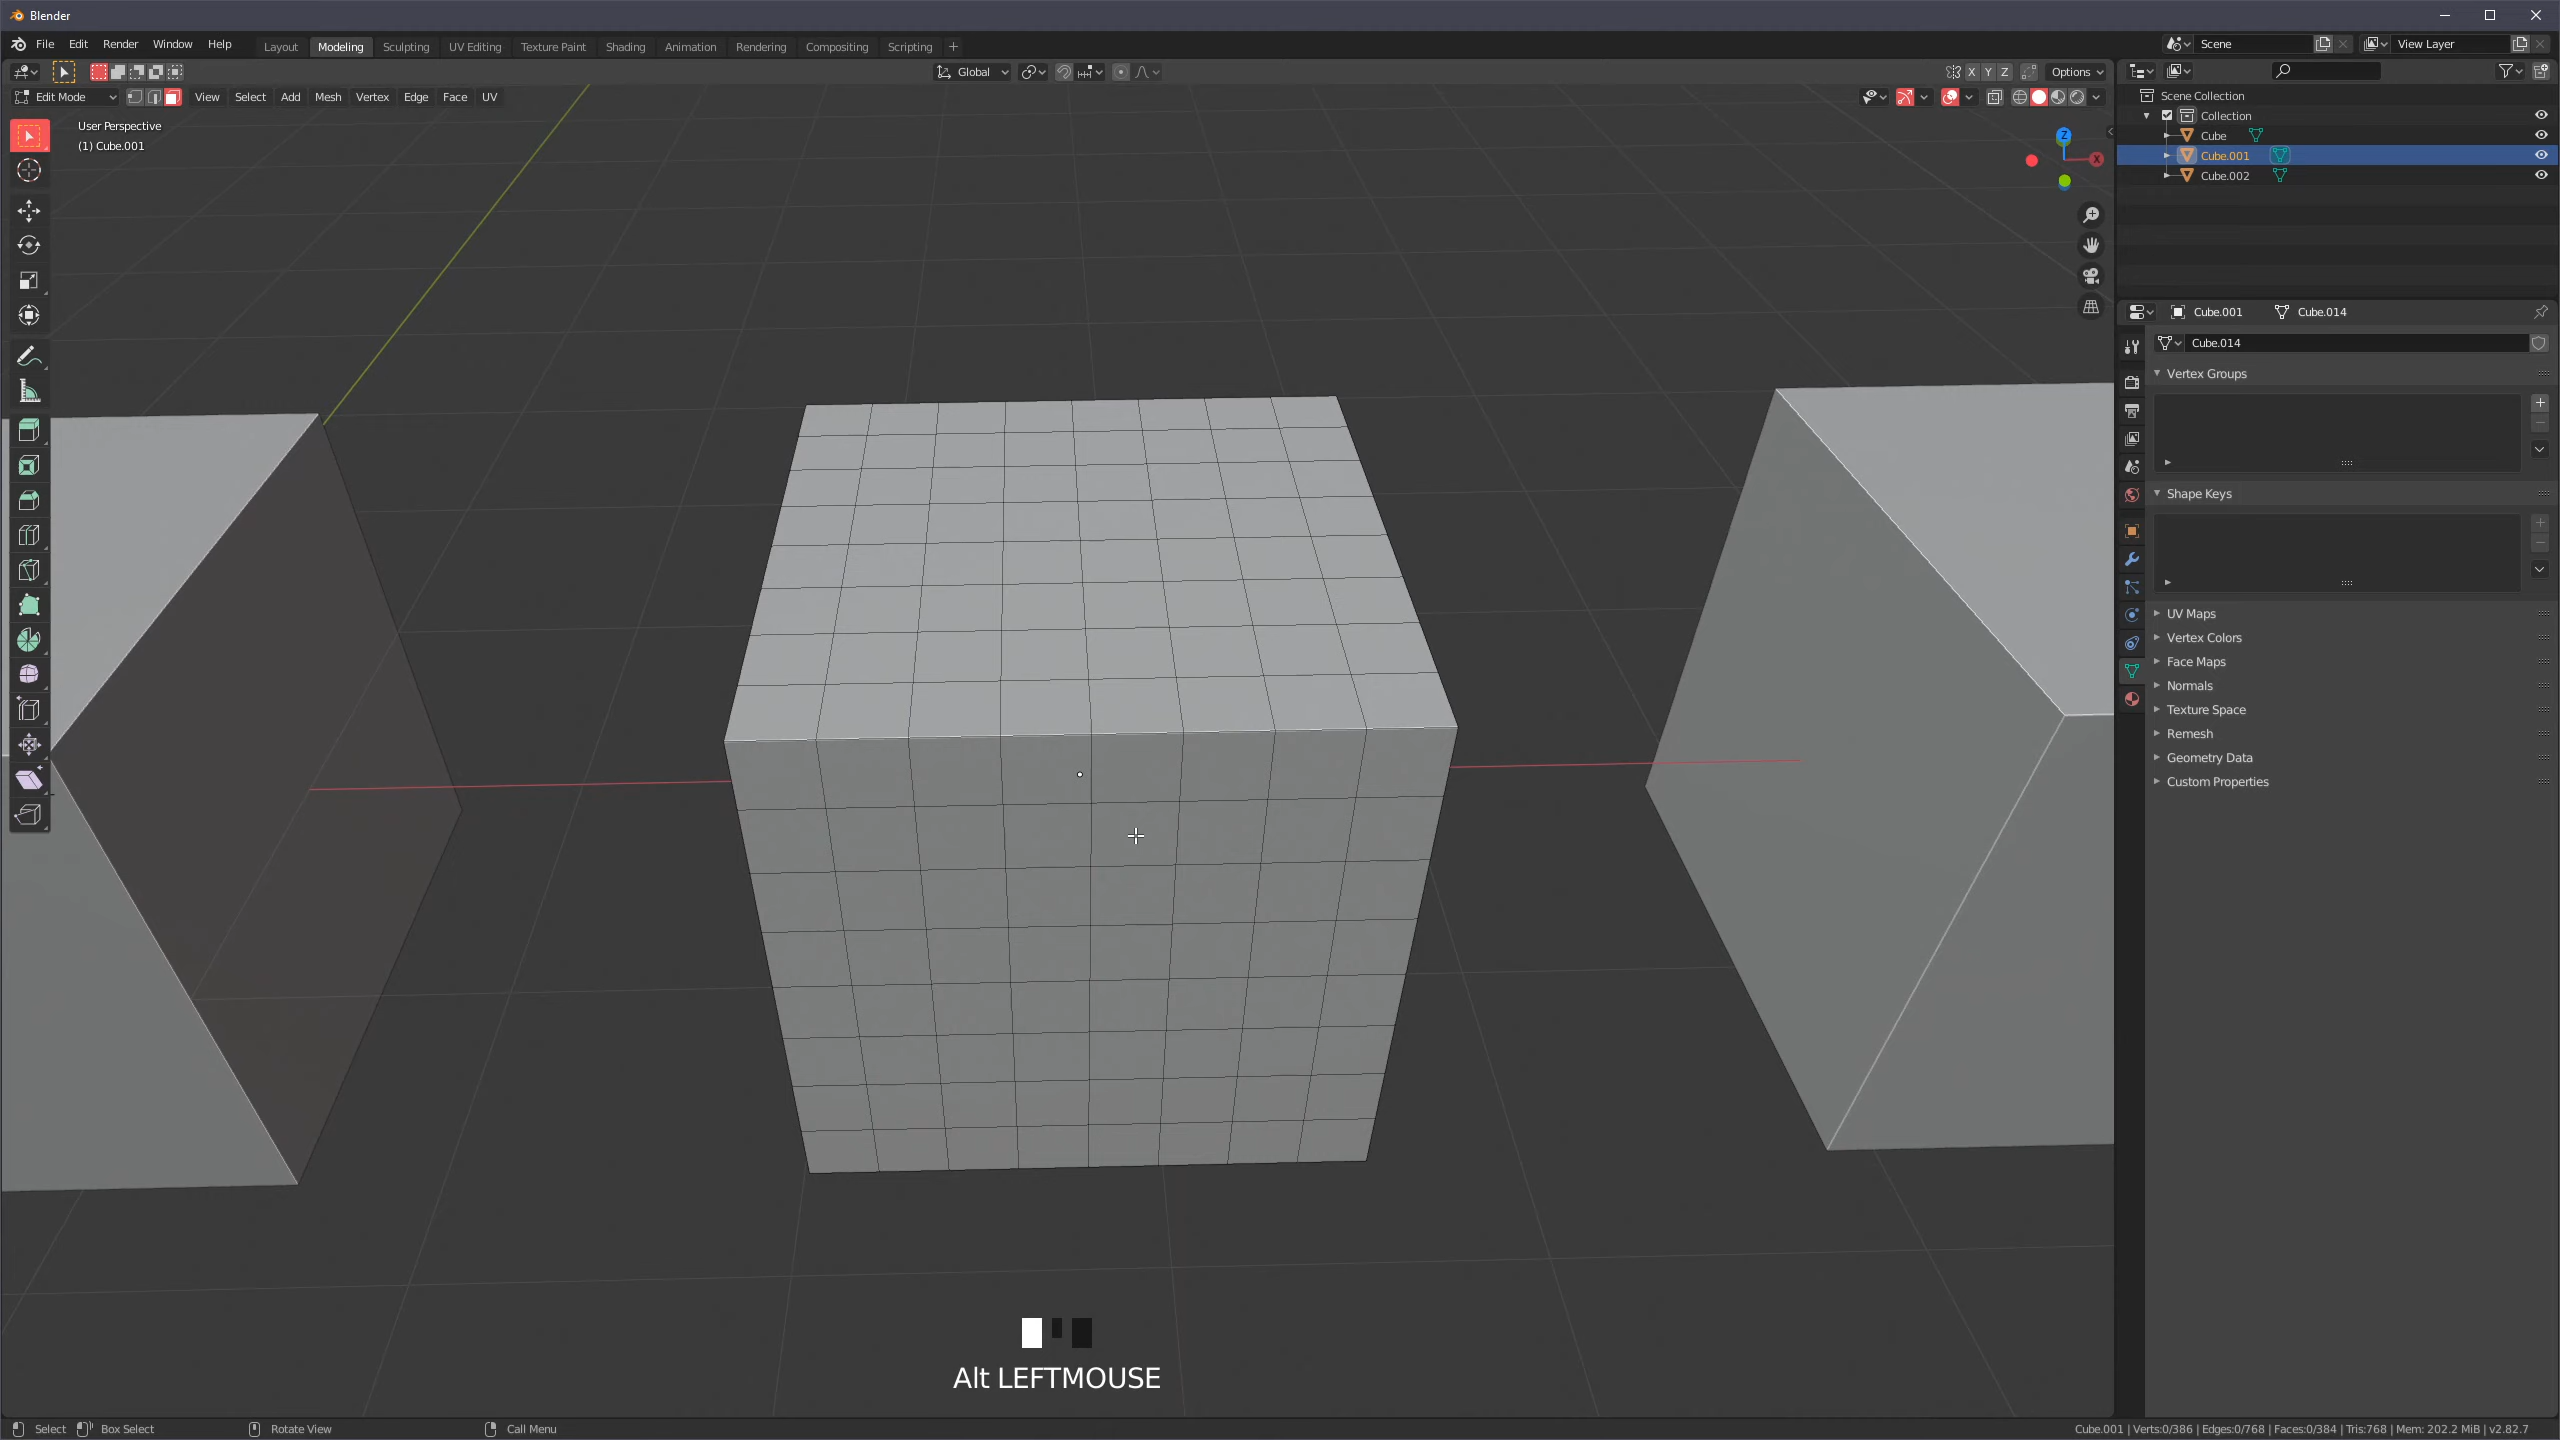 Blender
File Edit Render Window Help Layout Modeling Sculpting UV Editing Texture Paint Shading Animation Rendering Compositing Scripting + Scene View Layer
Global X Y Z Options
Edit Mode View Select Add Mesh Vertex Edge Face UV
User Perspective
(1) Cube.001
Z
X
Scene Collection
Collection
Cube
Cube.001
Cube.002
Cube.001 Cube.014
Cube.014
Vertex Groups
Shape Keys
UV Maps
Vertex Colors
Face Maps
Normals
Texture Space
Remesh
Geometry Data
Custom Properties
Alt LEFTMOUSE
Select Box Select Rotate View Call Menu Cube.001 | Verts:0/386 | Edges:0/768 | Faces:0/384 | Tris:768 | Mem: 202.2 MiB | v2.82.7